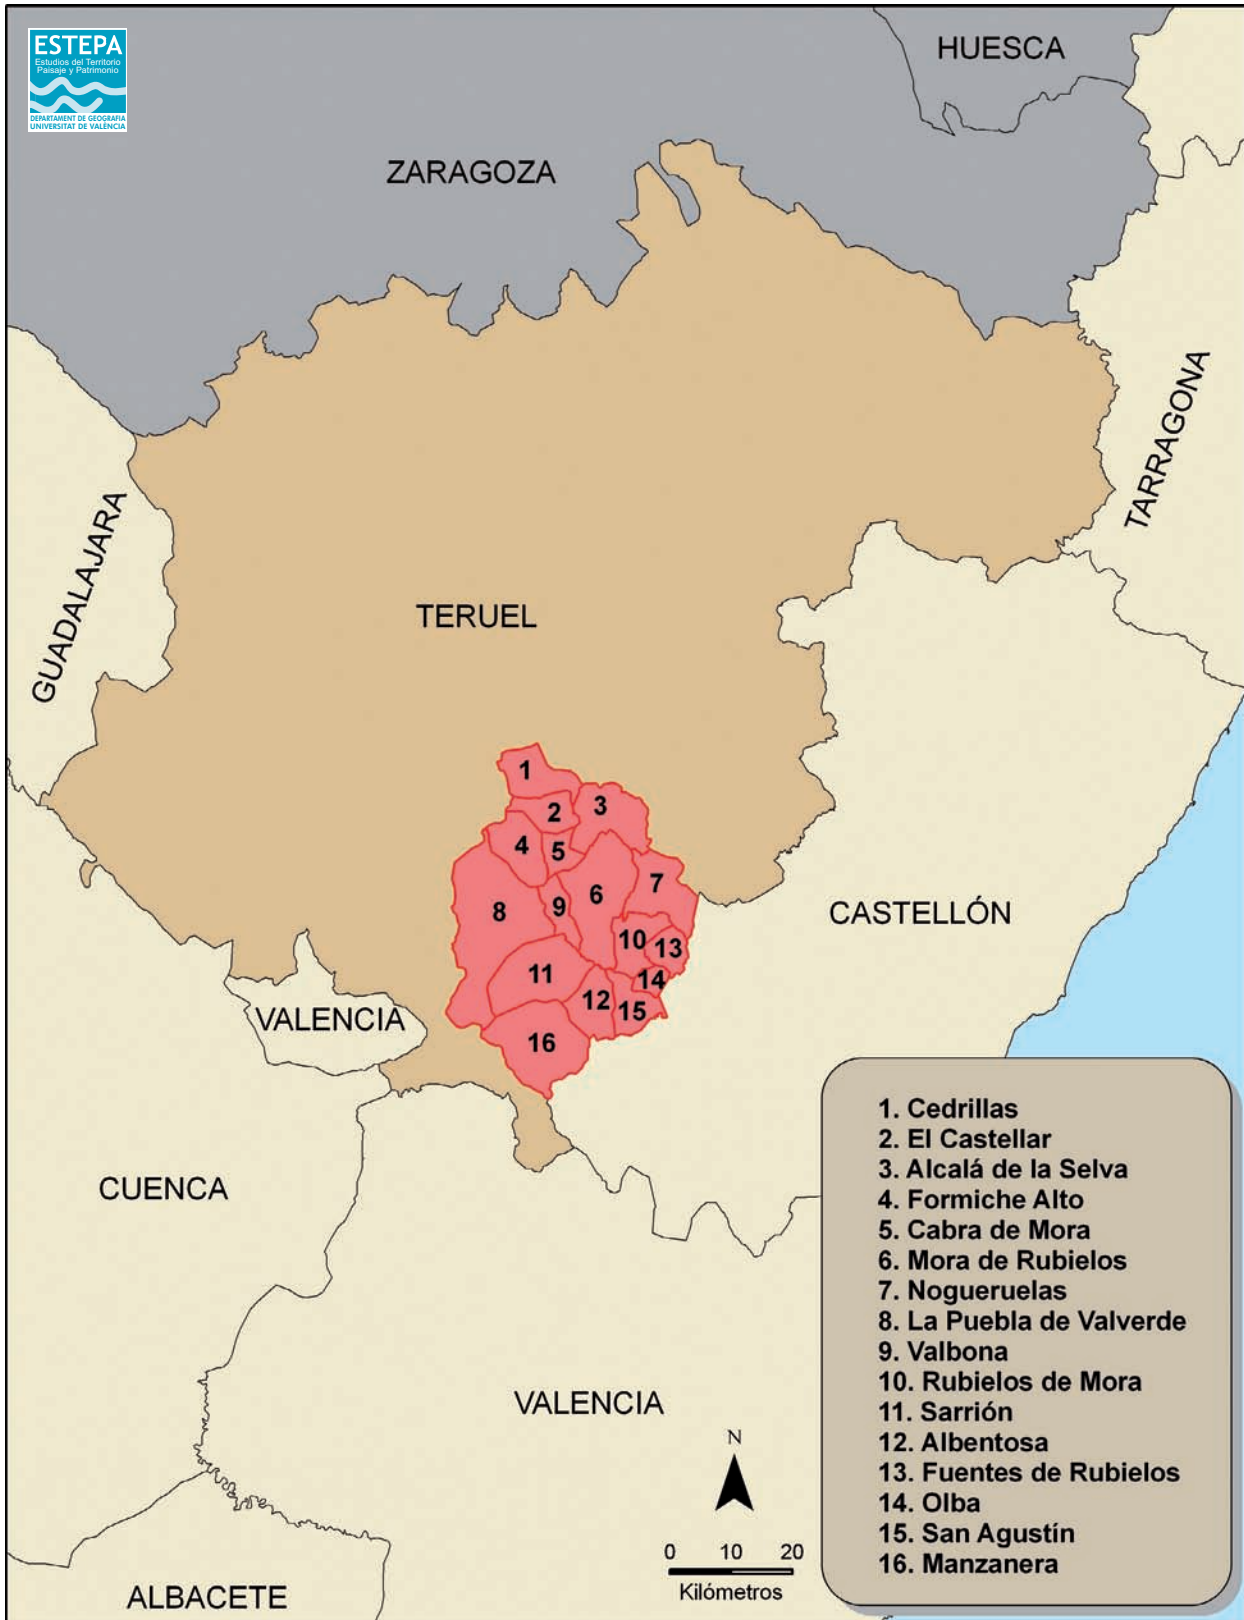 ESTEPA
Estudios del Territorio
Paisaje y Patrimonio
DEPARTAMENT DE GEOGRAFIA
UNIVERSITAT DE VALÈNCIA
HUESCA
ZARAGOZA
TARRAGONA
GUADALAJARA
TERUEL
1
2
3
4
5
6
7
8
9
10
13
11
14
12
15
16
CASTELLÓN
VALENCIA
CUENCA
VALENCIA
ALBACETE
N
0 10 20
Kilómetros
1. Cedrillas
2. El Castellar
3. Alcalá de la Selva
4. Formiche Alto
5. Cabra de Mora
6. Mora de Rubielos
7. Nogueruelas
8. La Puebla de Valverde
9. Valbona
10. Rubielos de Mora
11. Sarrión
12. Albentosa
13. Fuentes de Rubielos
14. Olba
15. San Agustín
16. Manzanera